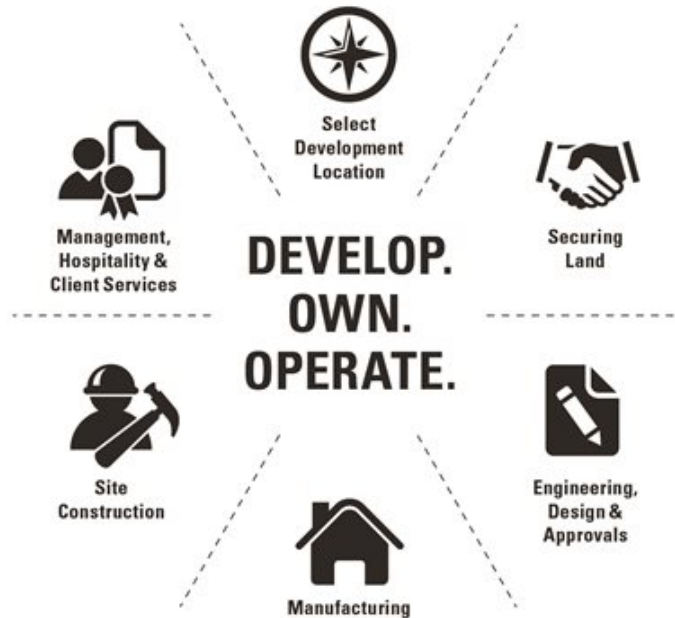 Select
Development
Location
Securing
Land
Engineering,
Design &
Approvals
Manufacturing
Site
Construction
Management,
Hospitality &
Client Services
DEVELOP.
OWN.
OPERATE.